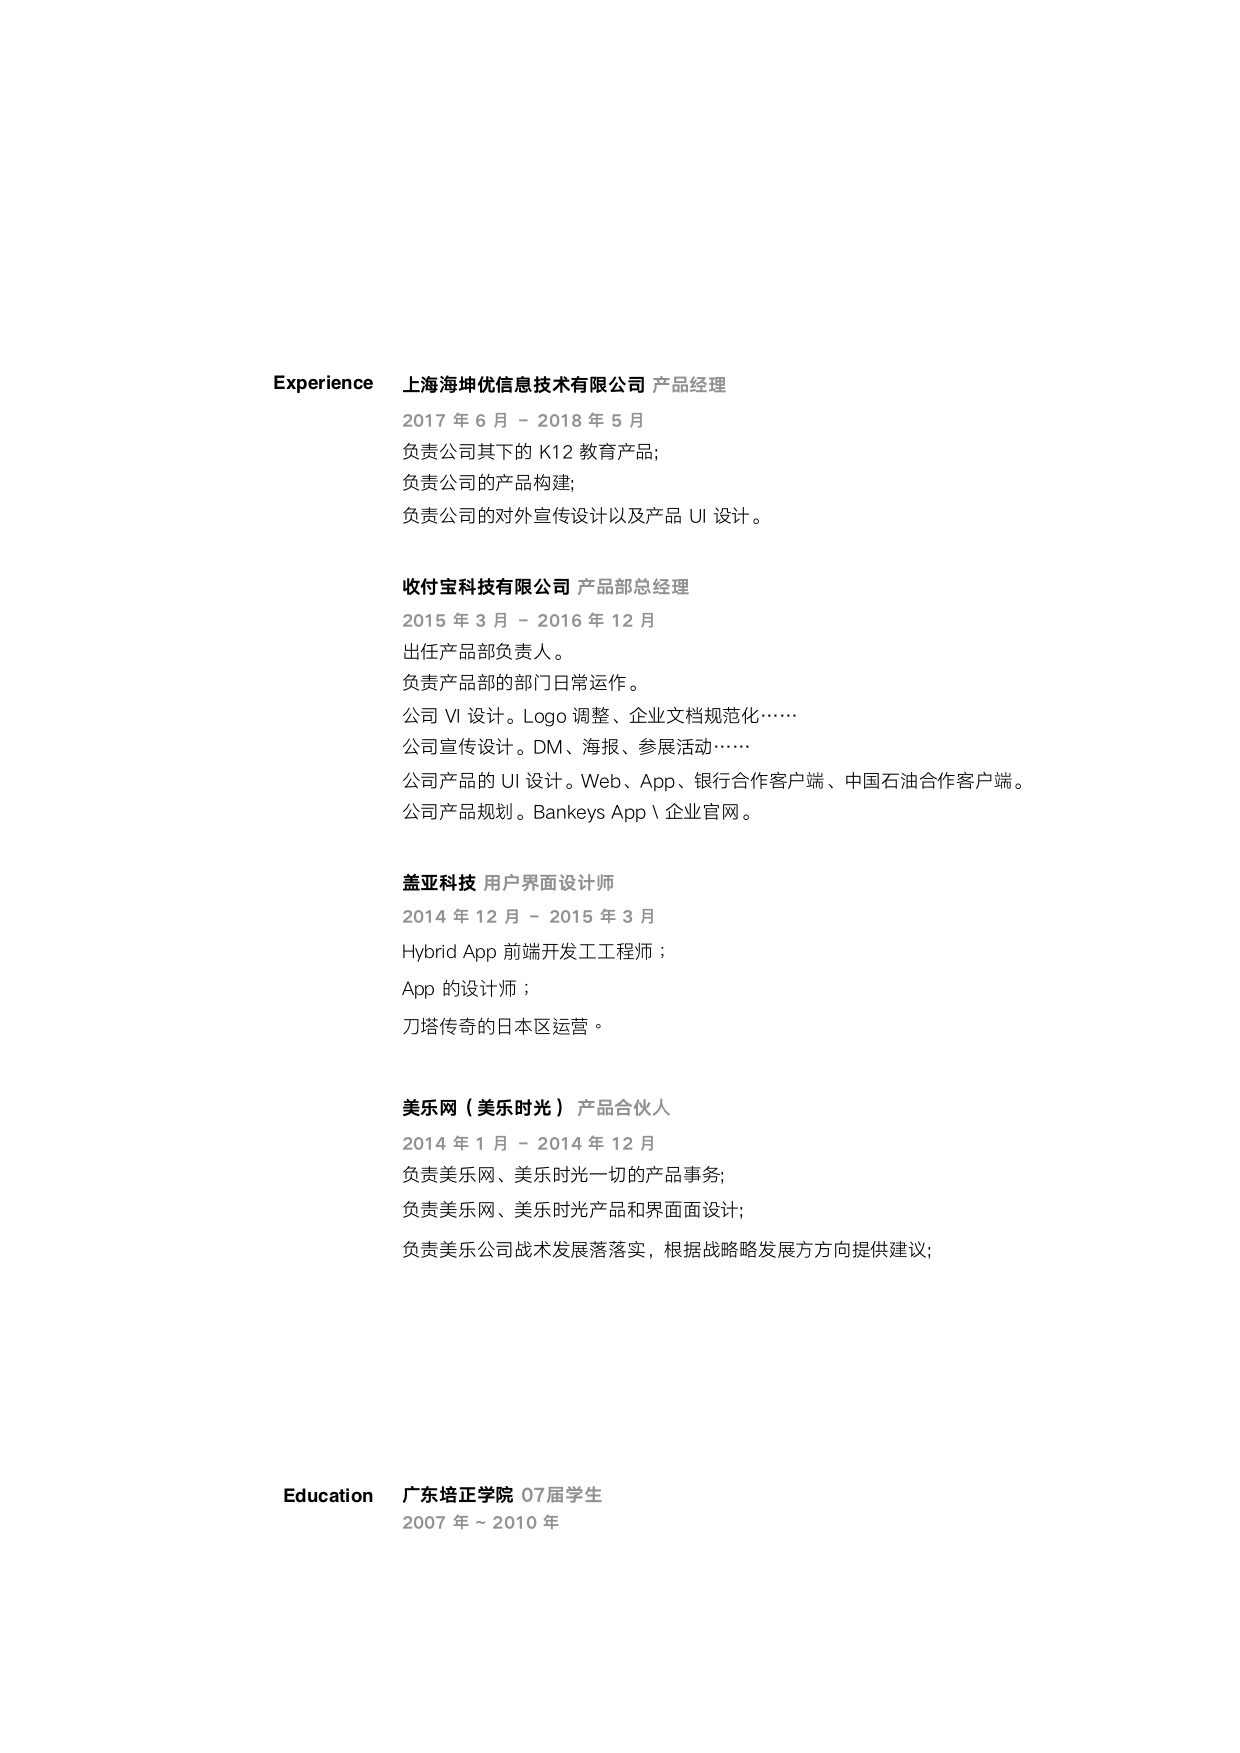 Experience
上海海坤优信息技术有限公司 产品经理
2017 年 6 月 - 2018 年 5 月
负责公司其下的 K12 教育产品;
负责公司的产品构建;
负责公司的对外宣传设计以及产品 UI 设计。
收付宝科技有限公司 产品部总经理
2015 年 3 月 - 2016 年 12 月
出任产品部负责人。
负责产品部的部门日常运作。
公司 VI 设计。Logo 调整、企业文档规范化……
公司宣传设计。DM、海报、参展活动……
公司产品的 UI 设计。Web、App、银行合作客户端、中国石油合作客户端。
公司产品规划。Bankeys App \ 企业官网。
盖亚科技 用户界面设计师
2014 年 12 月 - 2015 年 3 月
Hybrid App 前端开发工工程师；
App 的设计师；
刀塔传奇的日本区运营。
美乐网（美乐时光） 产品合伙人
2014 年 1 月 - 2014 年 12 月
负责美乐网、美乐时光一切的产品事务;
负责美乐网、美乐时光产品和界面面设计;
负责美乐公司战术发展落落实，根据战略略发展方方向提供建议;
Education
广东培正学院 07届学生
2007 年 ~ 2010 年